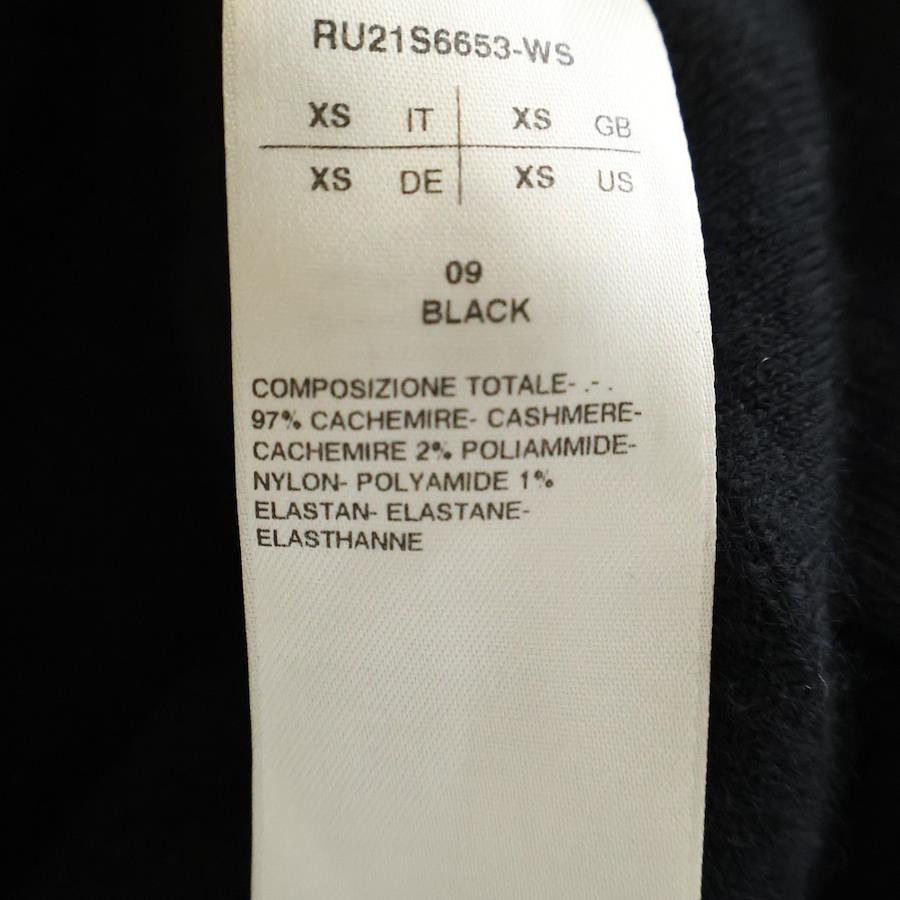 RU21S6653-WS
XS IT XS GB
XS DE XS US
09
BLACK
COMPOSIZIONE TOTALE- .- .
97% CACHEMIRE- CASHMERE-
CACHEMIRE 2% POLIAMMIDE-
NYLON- POLYAMIDE 1%
ELASTAN- ELASTANE-
ELASTHANNE